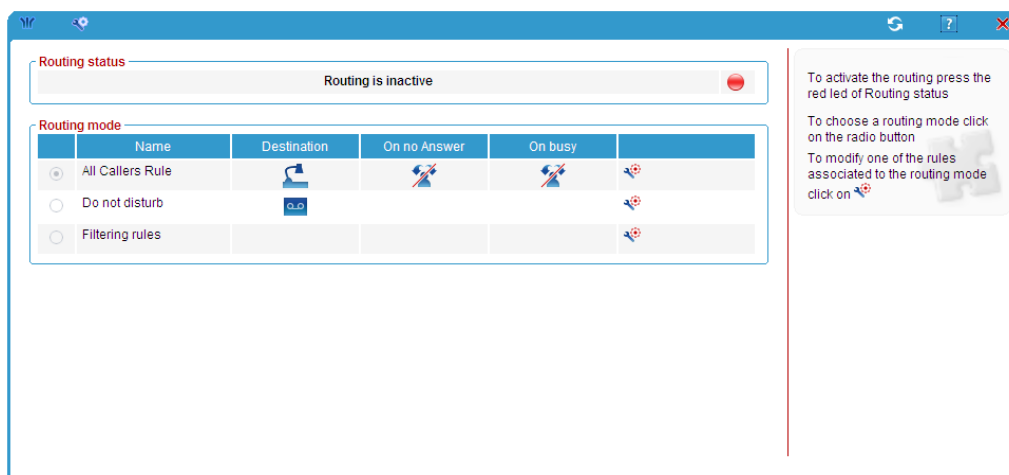 Routing status
Routing is inactive
Routing mode
Name Destination On no Answer On busy
All Callers Rule
Do not disturb
Filtering rules
To activate the routing press the
red led of Routing status
To choose a routing mode click
on the radio button
To modify one of the rules
associated to the routing mode
click on